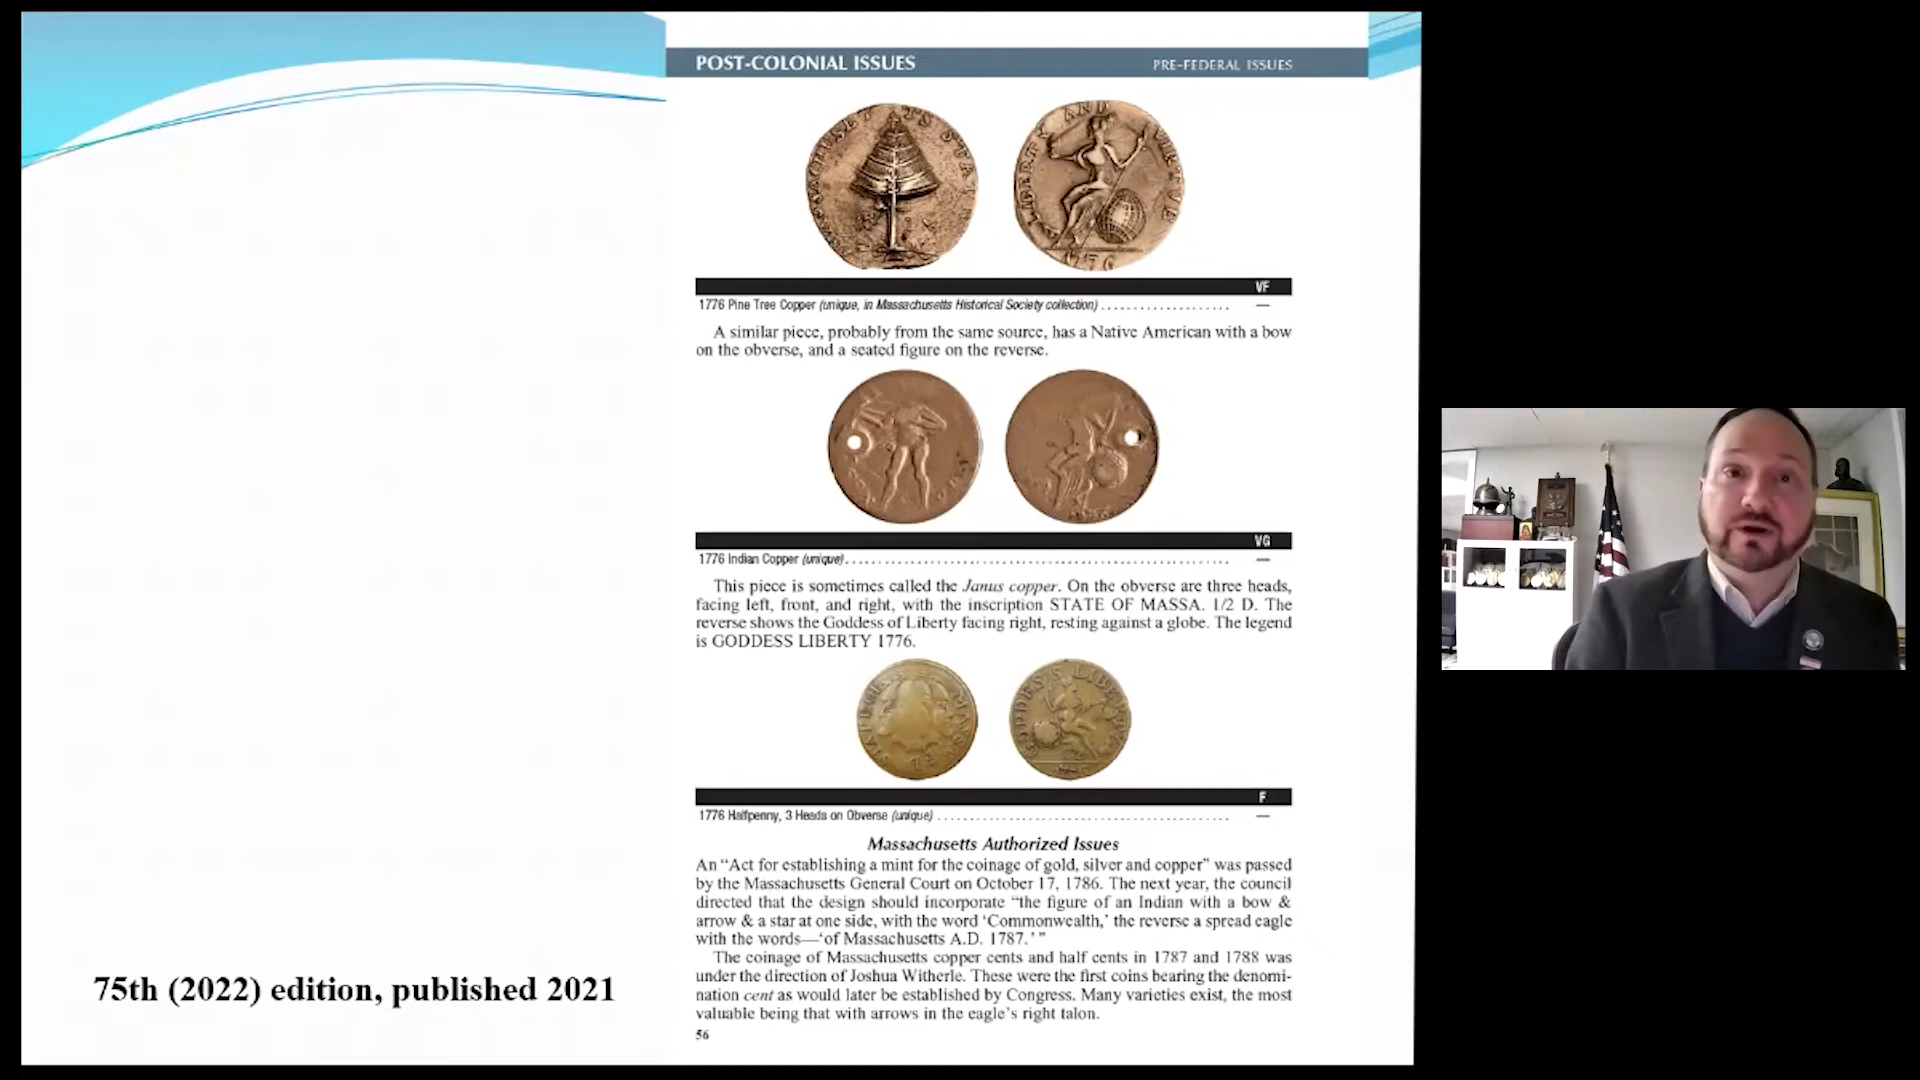 POST-COLONIAL ISSUES
PRE-FEDERAL ISSUES
LIBERTY AND VIRTUE
1776
VF
1776 Pine Tree Copper (unique, in Massachusetts Historical Society collection) . . . . . . . . . . . . . . . . . . . —
A similar piece, probably from the same source, has a Native American with a bow
on the obverse, and a seated figure on the reverse.
VG
1776 Indian Copper (unique) . . . . . . . . . . . . . . . . . . . . . . . . . . . . . . . . . . . . . . . . . . . . . . . . . . . . . . . . . . —
This piece is sometimes called the Janus copper. On the obverse are three heads,
facing left, front, and right, with the inscription STATE OF MASSA. 1/2 D. The
reverse shows the Goddess of Liberty facing right, resting against a globe. The legend
is GODDESS LIBERTY 1776.
F
1776 Halfpenny, 3 Heads on Obverse (unique) . . . . . . . . . . . . . . . . . . . . . . . . . . . . . . . . . . . . . . . . . . . —
Massachusetts Authorized Issues
An “Act for establishing a mint for the coinage of gold, silver and copper” was passed
by the Massachusetts General Court on October 17, 1786. The next year, the council
directed that the design should incorporate “the figure of an Indian with a bow &
arrow & a star at one side, with the word ‘Commonwealth,’ the reverse a spread eagle
with the words—‘of Massachusetts A.D. 1787.’”
The coinage of Massachusetts copper cents and half cents in 1787 and 1788 was
under the direction of Joshua Witherle. These were the first coins bearing the denomi-
nation cent as would later be established by Congress. Many varieties exist, the most
valuable being that with arrows in the eagle’s right talon.
56
75th (2022) edition, published 2021